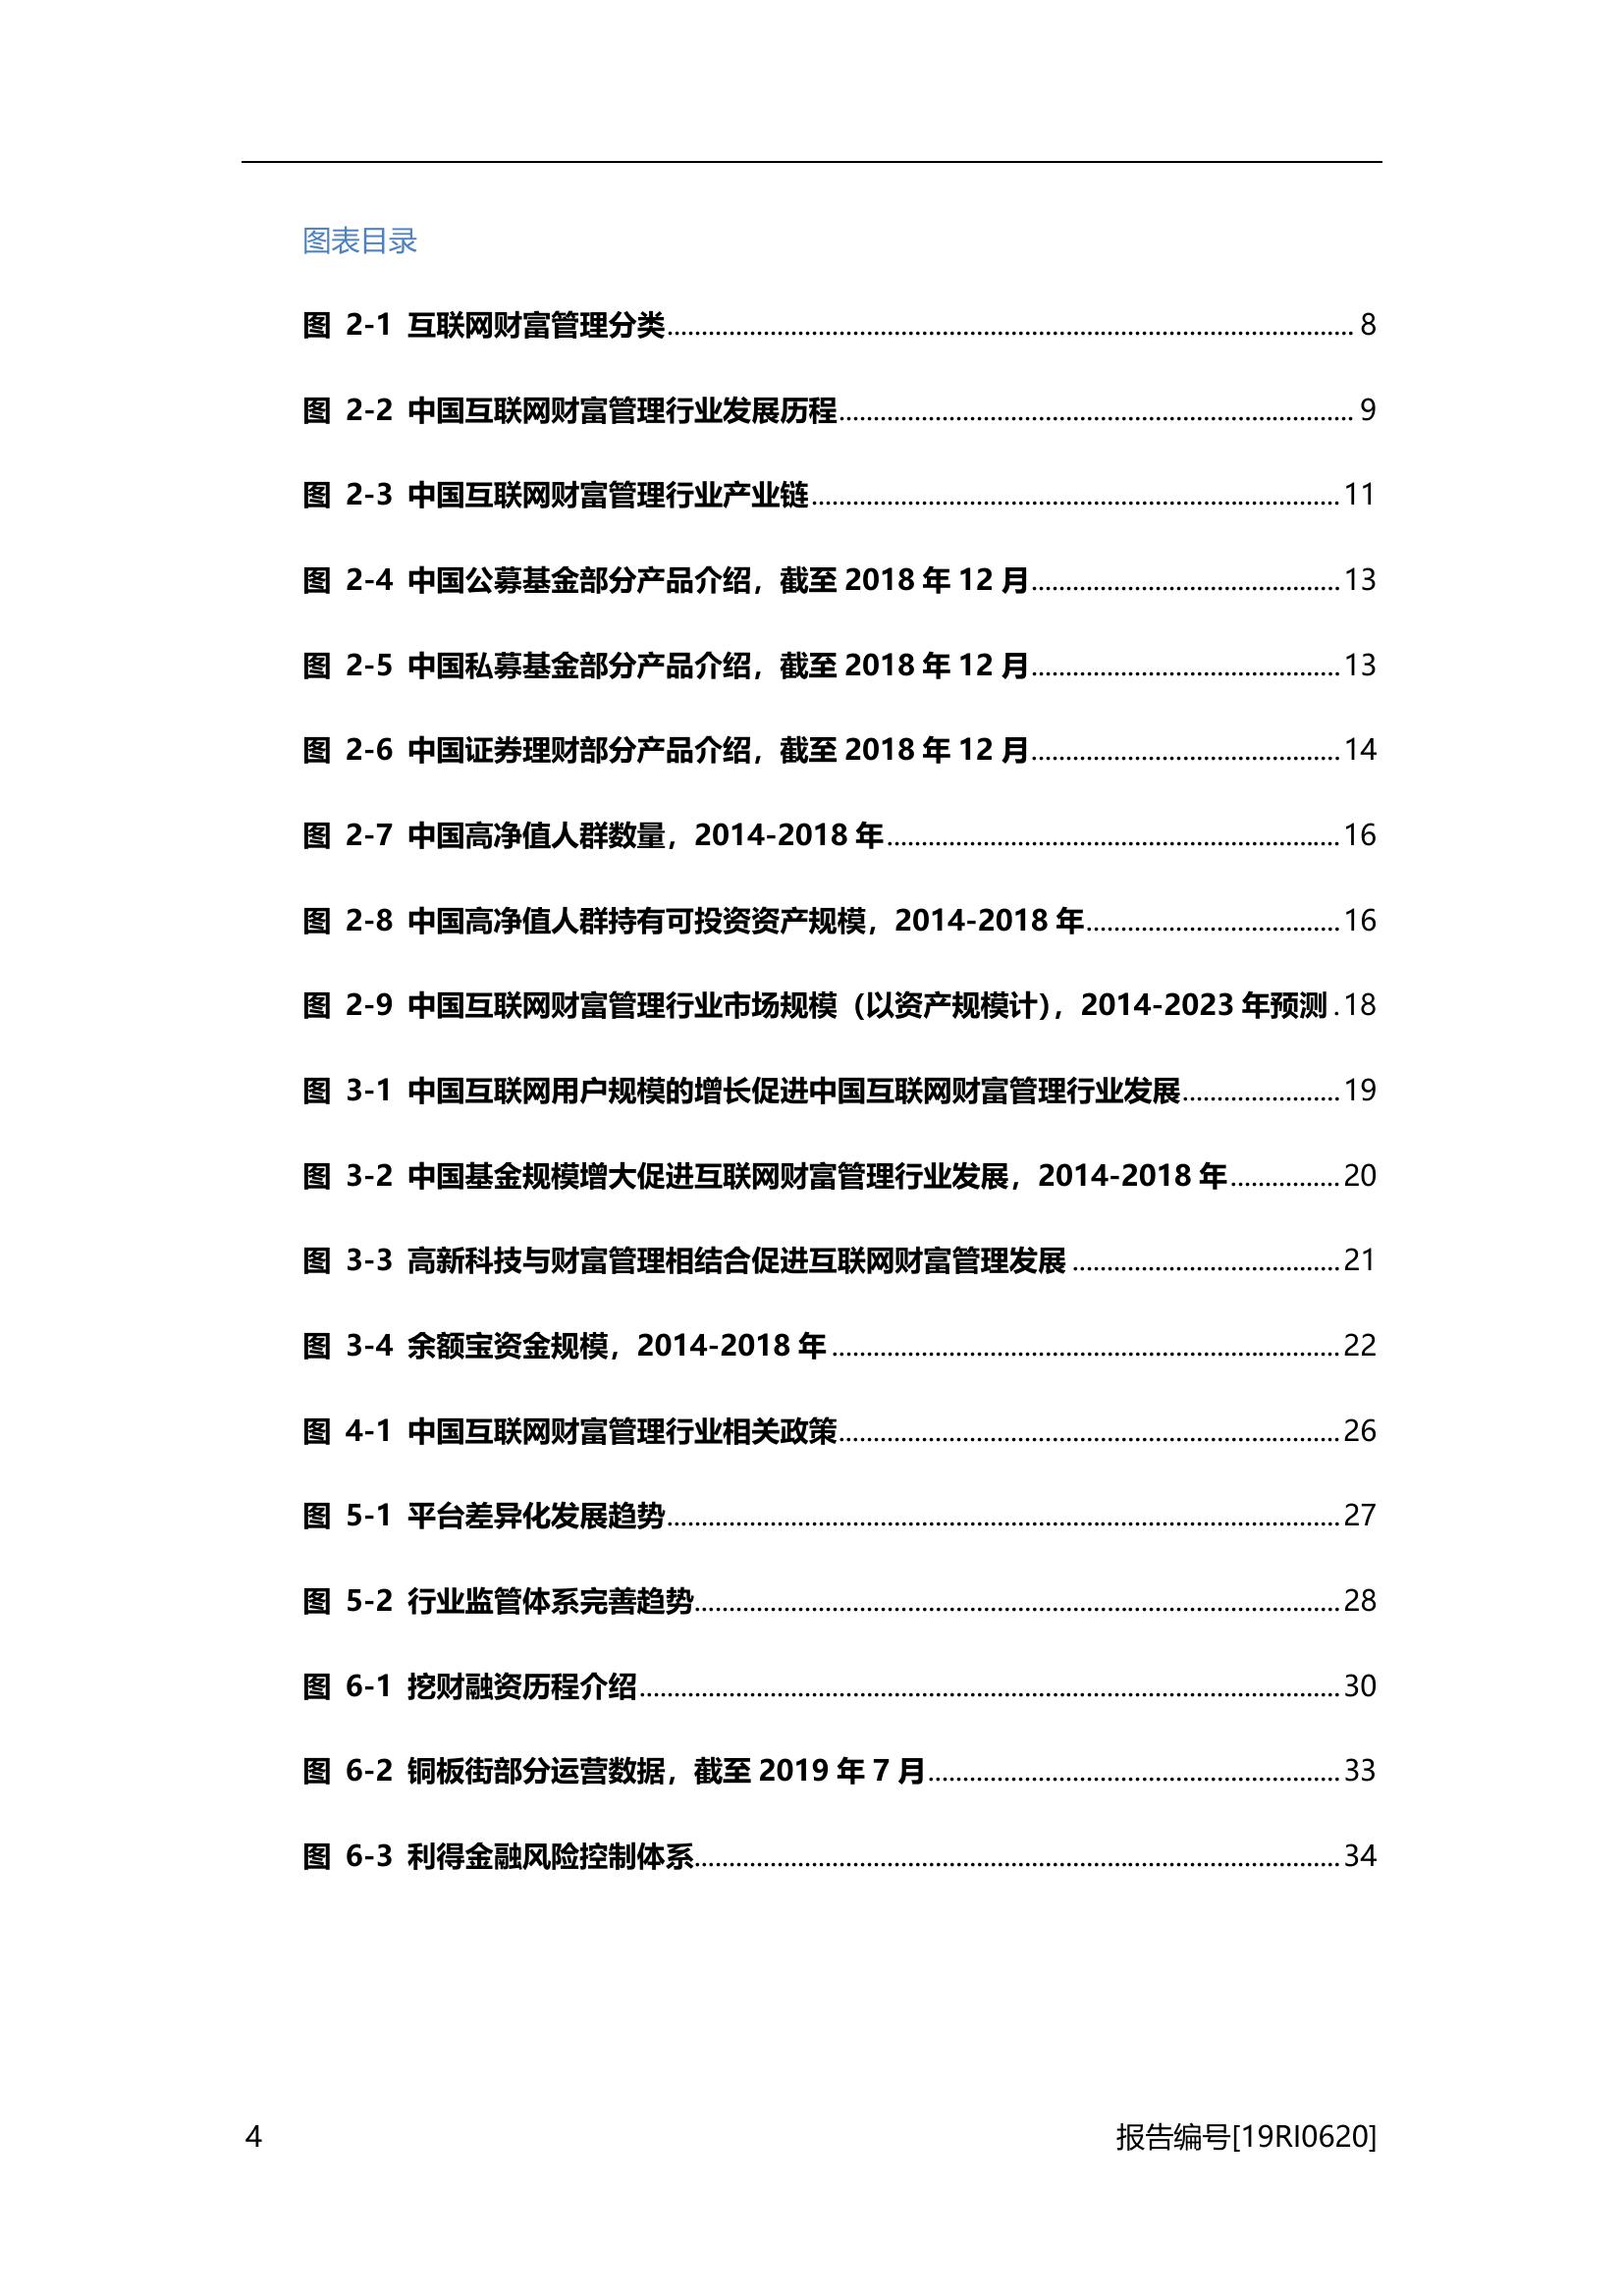 图表目录
图 2-1 互联网财富管理分类........................ 8
图 2-2 中国互联网财富管理行业发展历程........................ 9
图 2-3 中国互联网财富管理行业产业链........................11
图 2-4 中国公募基金部分产品介绍，截至 2018 年 12 月........................13
图 2-5 中国私募基金部分产品介绍，截至 2018 年 12 月........................13
图 2-6 中国证券理财部分产品介绍，截至 2018 年 12 月........................14
图 2-7 中国高净值人群数量，2014-2018 年........................16
图 2-8 中国高净值人群持有可投资资产规模，2014-2018 年........................16
图 2-9 中国互联网财富管理行业市场规模（以资产规模计），2014-2023 年预测 .18
图 3-1 中国互联网用户规模的增长促进中国互联网财富管理行业发展........................19
图 3-2 中国基金规模增大促进互联网财富管理行业发展，2014-2018 年................20
图 3-3 高新科技与财富管理相结合促进互联网财富管理发展 ........................21
图 3-4 余额宝资金规模，2014-2018 年 ........................22
图 4-1 中国互联网财富管理行业相关政策........................26
图 5-1 平台差异化发展趋势........................27
图 5-2 行业监管体系完善趋势........................28
图 6-1 挖财融资历程介绍........................30
图 6-2 铜板街部分运营数据，截至 2019 年 7 月........................33
图 6-3 利得金融风险控制体系........................34
4 报告编号[19RI0620]